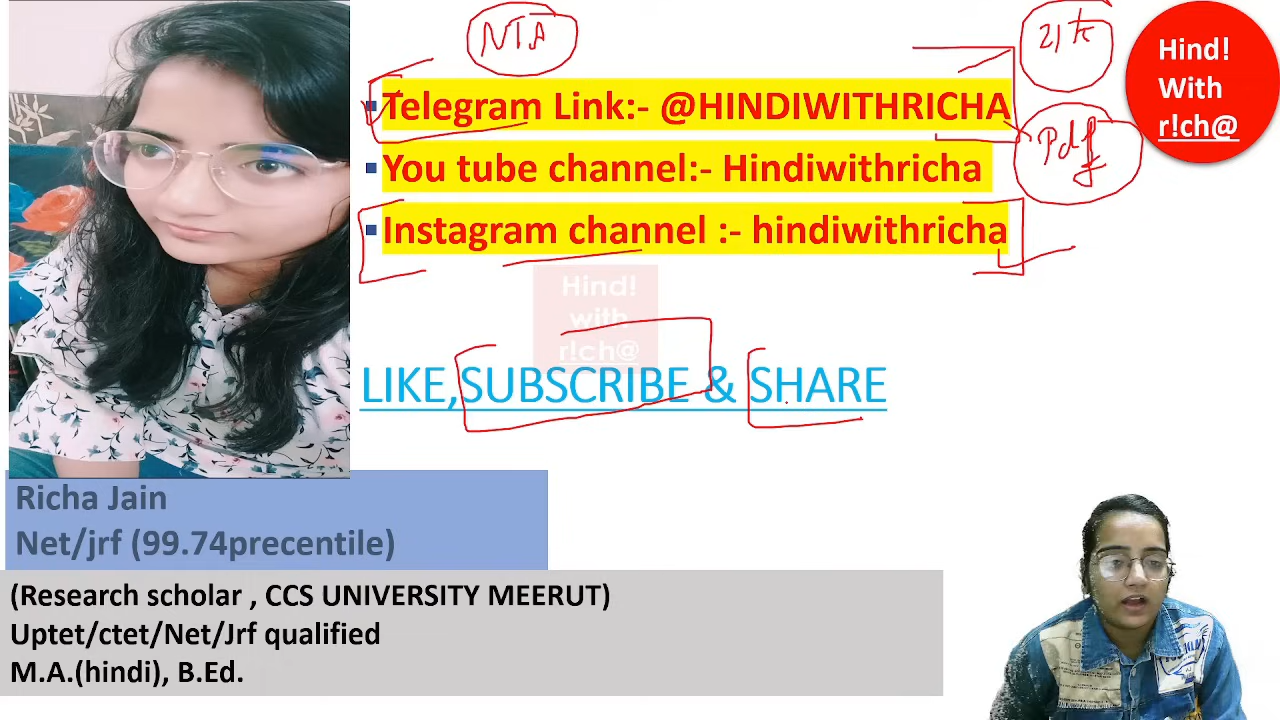 NTA
21 k
Hind!
With
r!ch@
Telegram Link:- @HINDIWITHRICHA
Pdf
You tube channel:- Hindiwithricha
Instagram channel :- hindiwithricha
Hind!
with
r!ch@
LIKE,SUBSCRIBE & SHARE
Richa Jain
Net/jrf (99.74precentile)
(Research scholar , CCS UNIVERSITY MEERUT)
Uptet/ctet/Net/Jrf qualified
M.A.(hindi), B.Ed.